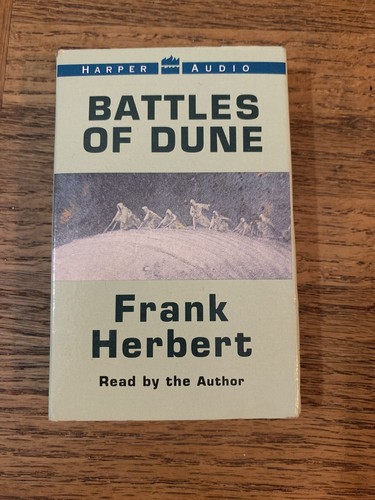 HARPER AUDIO
BATTLES
OF DUNE
Frank
Herbert
Read by the Author